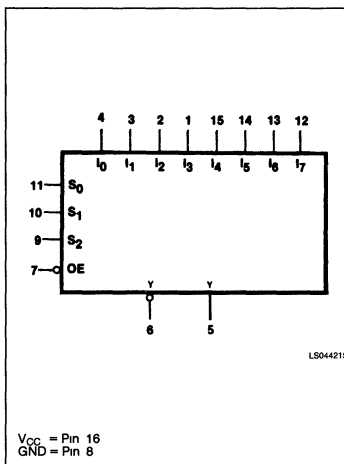 4 3 2 1 15 14 13 12
I0 I1 I2 I3 I4 I5 I6 I7
11 S0
10 S1
9 S2
7 OE
Y Y
6 5
LS04421S
VCC = Pin 16
GND = Pin 8